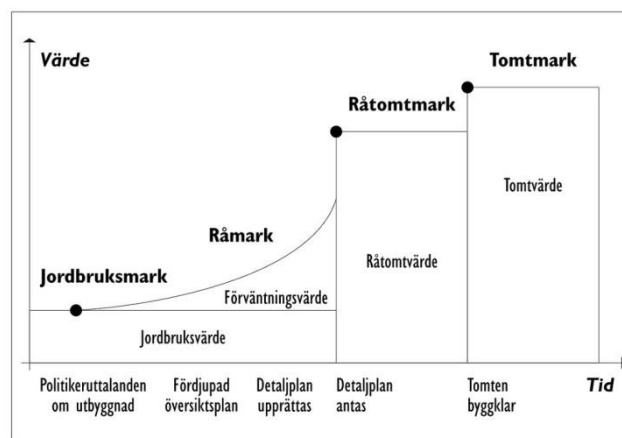 Värde
Tomtmark
Råtomtmark
Tomtvärde
Råmark
Råtomtvärde
Jordbruksmark
Förväntningsvärde
Jordbruksvärde
Politikeruttalanden
om utbyggnad
Fördjupad
översiktsplan
Detaljplan
upprättas
Detaljplan
antas
Tomten
byggklar
Tid